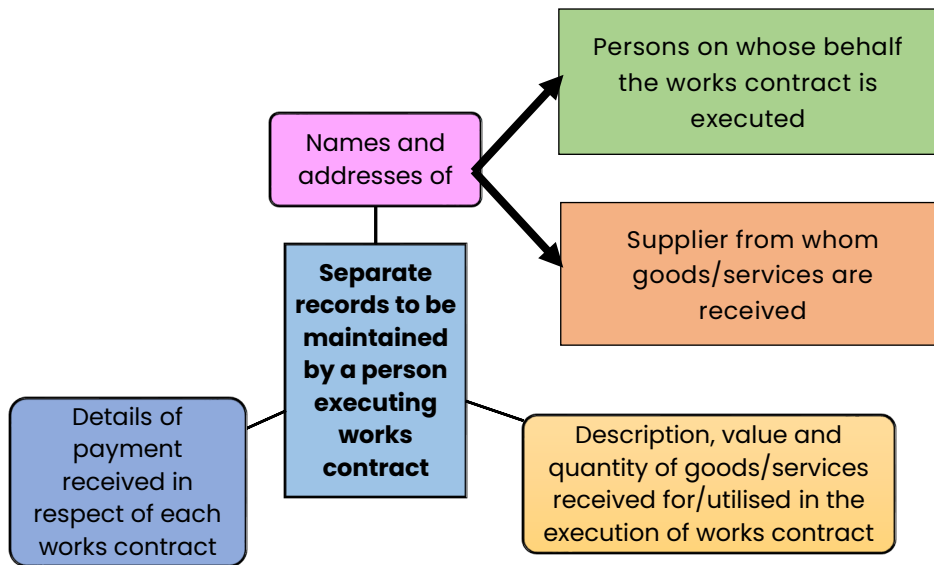 Persons on whose behalf
the works contract is
executed
Names and
addresses of
Supplier from whom
goods/services are
received
Separate
records to be
maintained
by a person
executing
works
contract
Details of
payment
received in
respect of each
works contract
Description, value and
quantity of goods/services
received for/utilised in the
execution of works contract